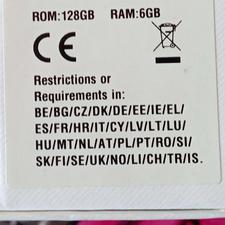 ROM:128GB RAM:6GB
CE
Restrictions or
Requirements in:
BE/BG/CZ/DK/DE/EE/IE/EL/
ES/FR/HR/IT/CY/LV/LT/LU/
HU/MT/NL/AT/PL/PT/RO/SI/
SK/FI/SE/UK/NO/LI/CH/TR/IS.